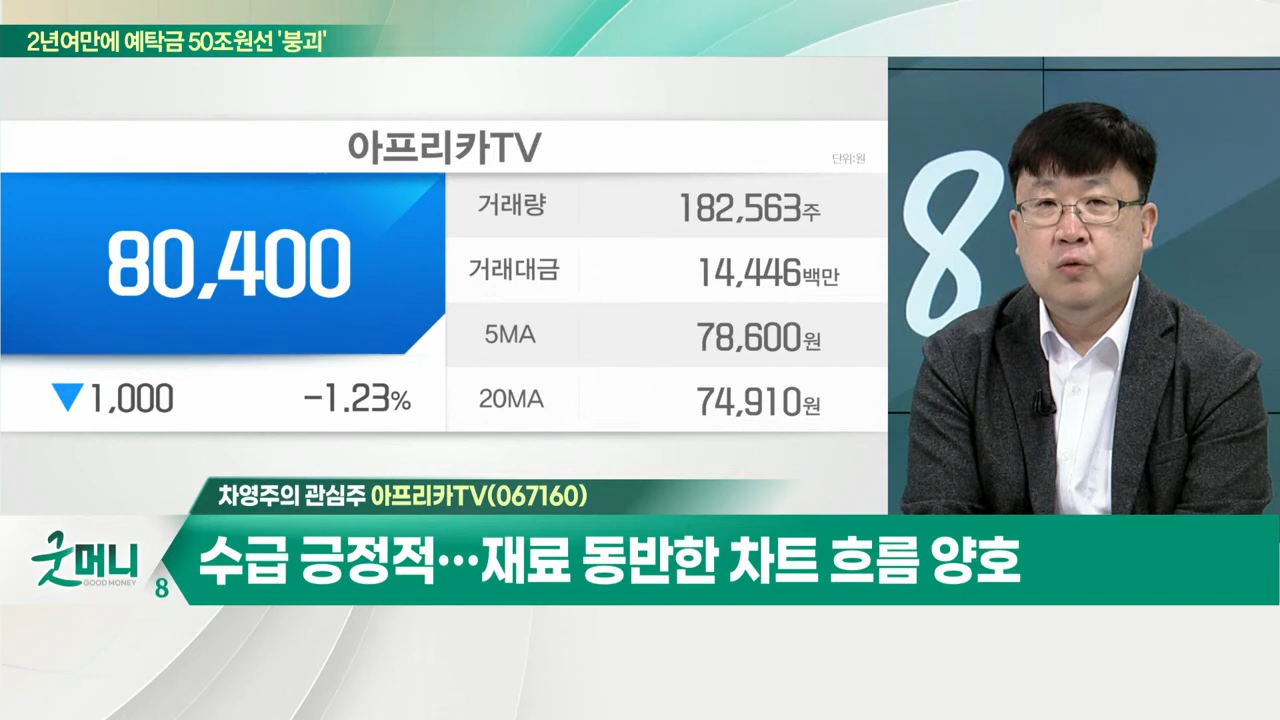 2년여만에 예탁금 50조원선 '붕괴'
아프리카TV
단위:원
80,400
▼1,000 -1.23%
거래량 182,563주
거래대금 14,446백만
5MA 78,600원
20MA 74,910원
8
차영주의 관심주 아프리카TV(067160)
굿머니
GOOD MONEY
8
수급 긍정적…재료 동반한 차트 흐름 양호